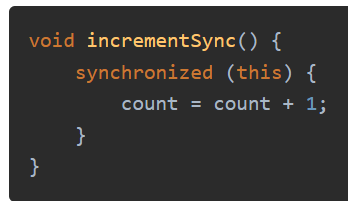 void incrementSync() {
    synchronized (this) {
        count = count + 1;
    }
}